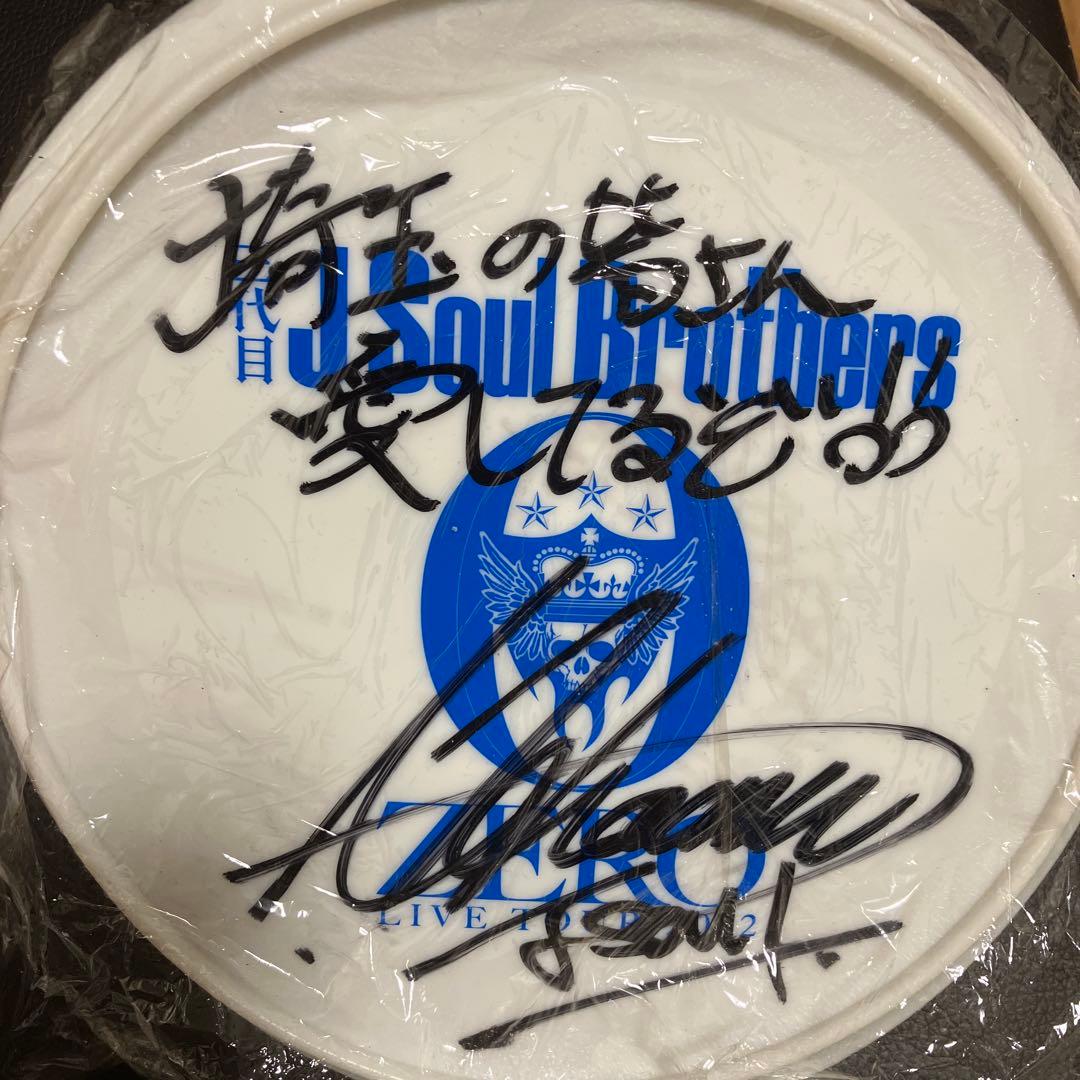 埼玉の皆さん
三代目 J Soul Brothers
愛してるぞ!!
ZERO
LIVE TOUR 2012
J Soul